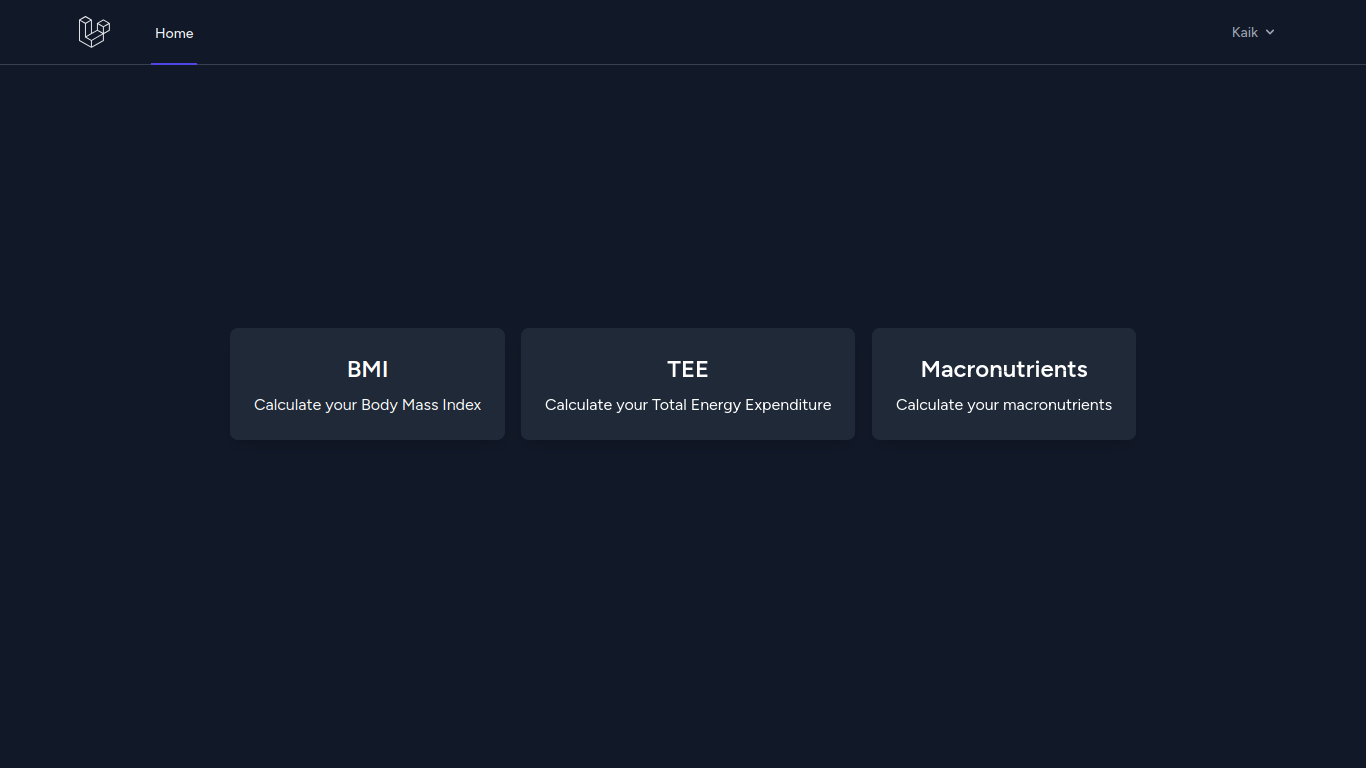 Home
Kaik
BMI
Calculate your Body Mass Index
TEE
Calculate your Total Energy Expenditure
Macronutrients
Calculate your macronutrients